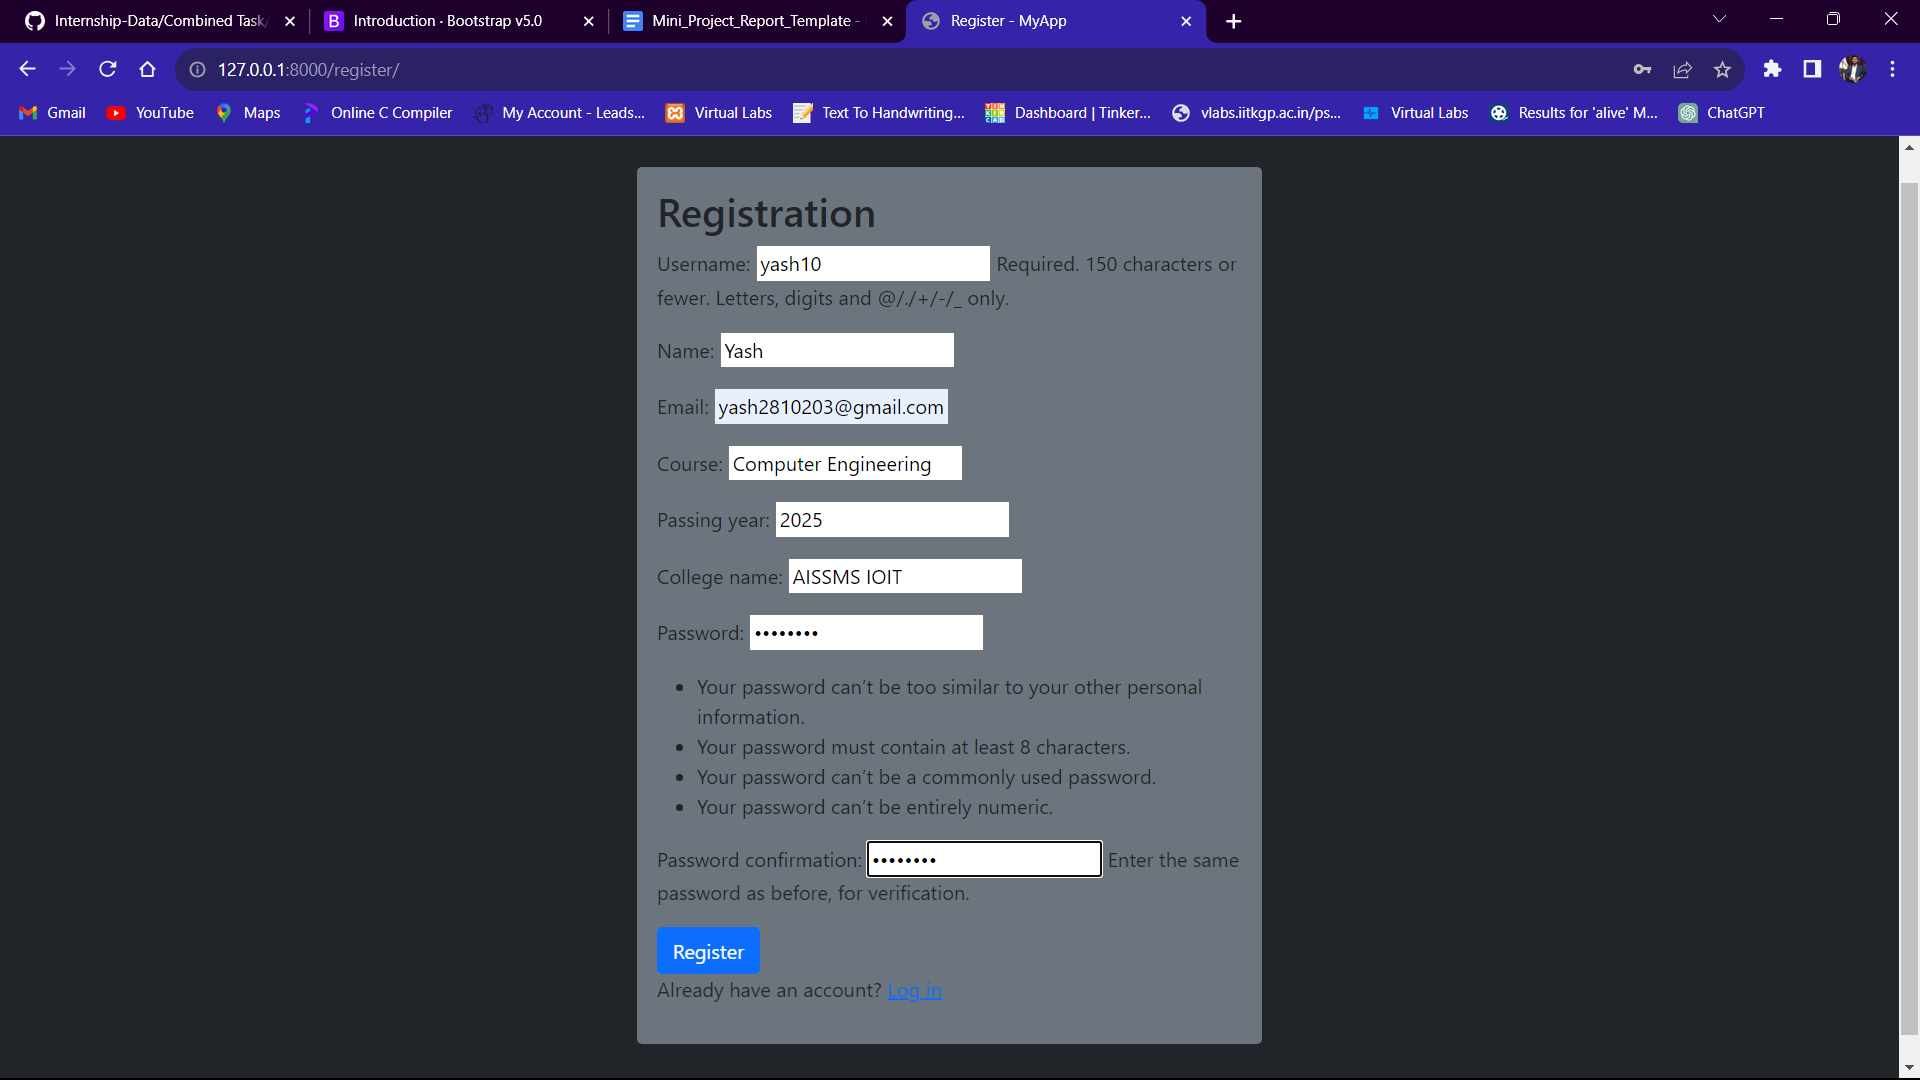 Internship-Data/Combined Task/
Introduction · Bootstrap v5.0
Mini_Project_Report_Template -
Register - MyApp
127.0.0.1:8000/register/
Gmail
YouTube
Maps
Online C Compiler
My Account - Leads...
Virtual Labs
Text To Handwriting...
Dashboard | Tinker...
vlabs.iitkgp.ac.in/ps...
Virtual Labs
Results for 'alive' M...
ChatGPT
Registration
Username: yash10 Required. 150 characters or
fewer. Letters, digits and @/./+/-/_ only.
Name: Yash
Email: yash2810203@gmail.com
Course: Computer Engineering
Passing year: 2025
College name: AISSMS IOIT
Password: ••••••••
• Your password can’t be too similar to your other personal
information.
• Your password must contain at least 8 characters.
• Your password can’t be a commonly used password.
• Your password can’t be entirely numeric.
Password confirmation: •••••••• Enter the same
password as before, for verification.
Register
Already have an account? Log in